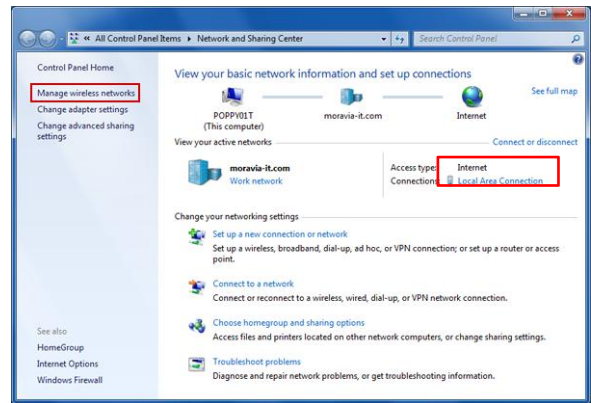 « All Control Panel Items ▸ Network and Sharing Center
Search Control Panel
Control Panel Home
Manage wireless networks
Change adapter settings
Change advanced sharing
settings
See also
HomeGroup
Internet Options
Windows Firewall
View your basic network information and set up connections
See full map
POPPY01T
(This computer)
moravia-it.com
Internet
View your active networks
Connect or disconnect
moravia-it.com
Work network
Access type: Internet
Connections: Local Area Connection
Change your networking settings
Set up a new connection or network
Set up a wireless, broadband, dial-up, ad hoc, or VPN connection; or set up a router or access
point.
Connect to a network
Connect or reconnect to a wireless, wired, dial-up, or VPN network connection.
Choose homegroup and sharing options
Access files and printers located on other network computers, or change sharing settings.
Troubleshoot problems
Diagnose and repair network problems, or get troubleshooting information.